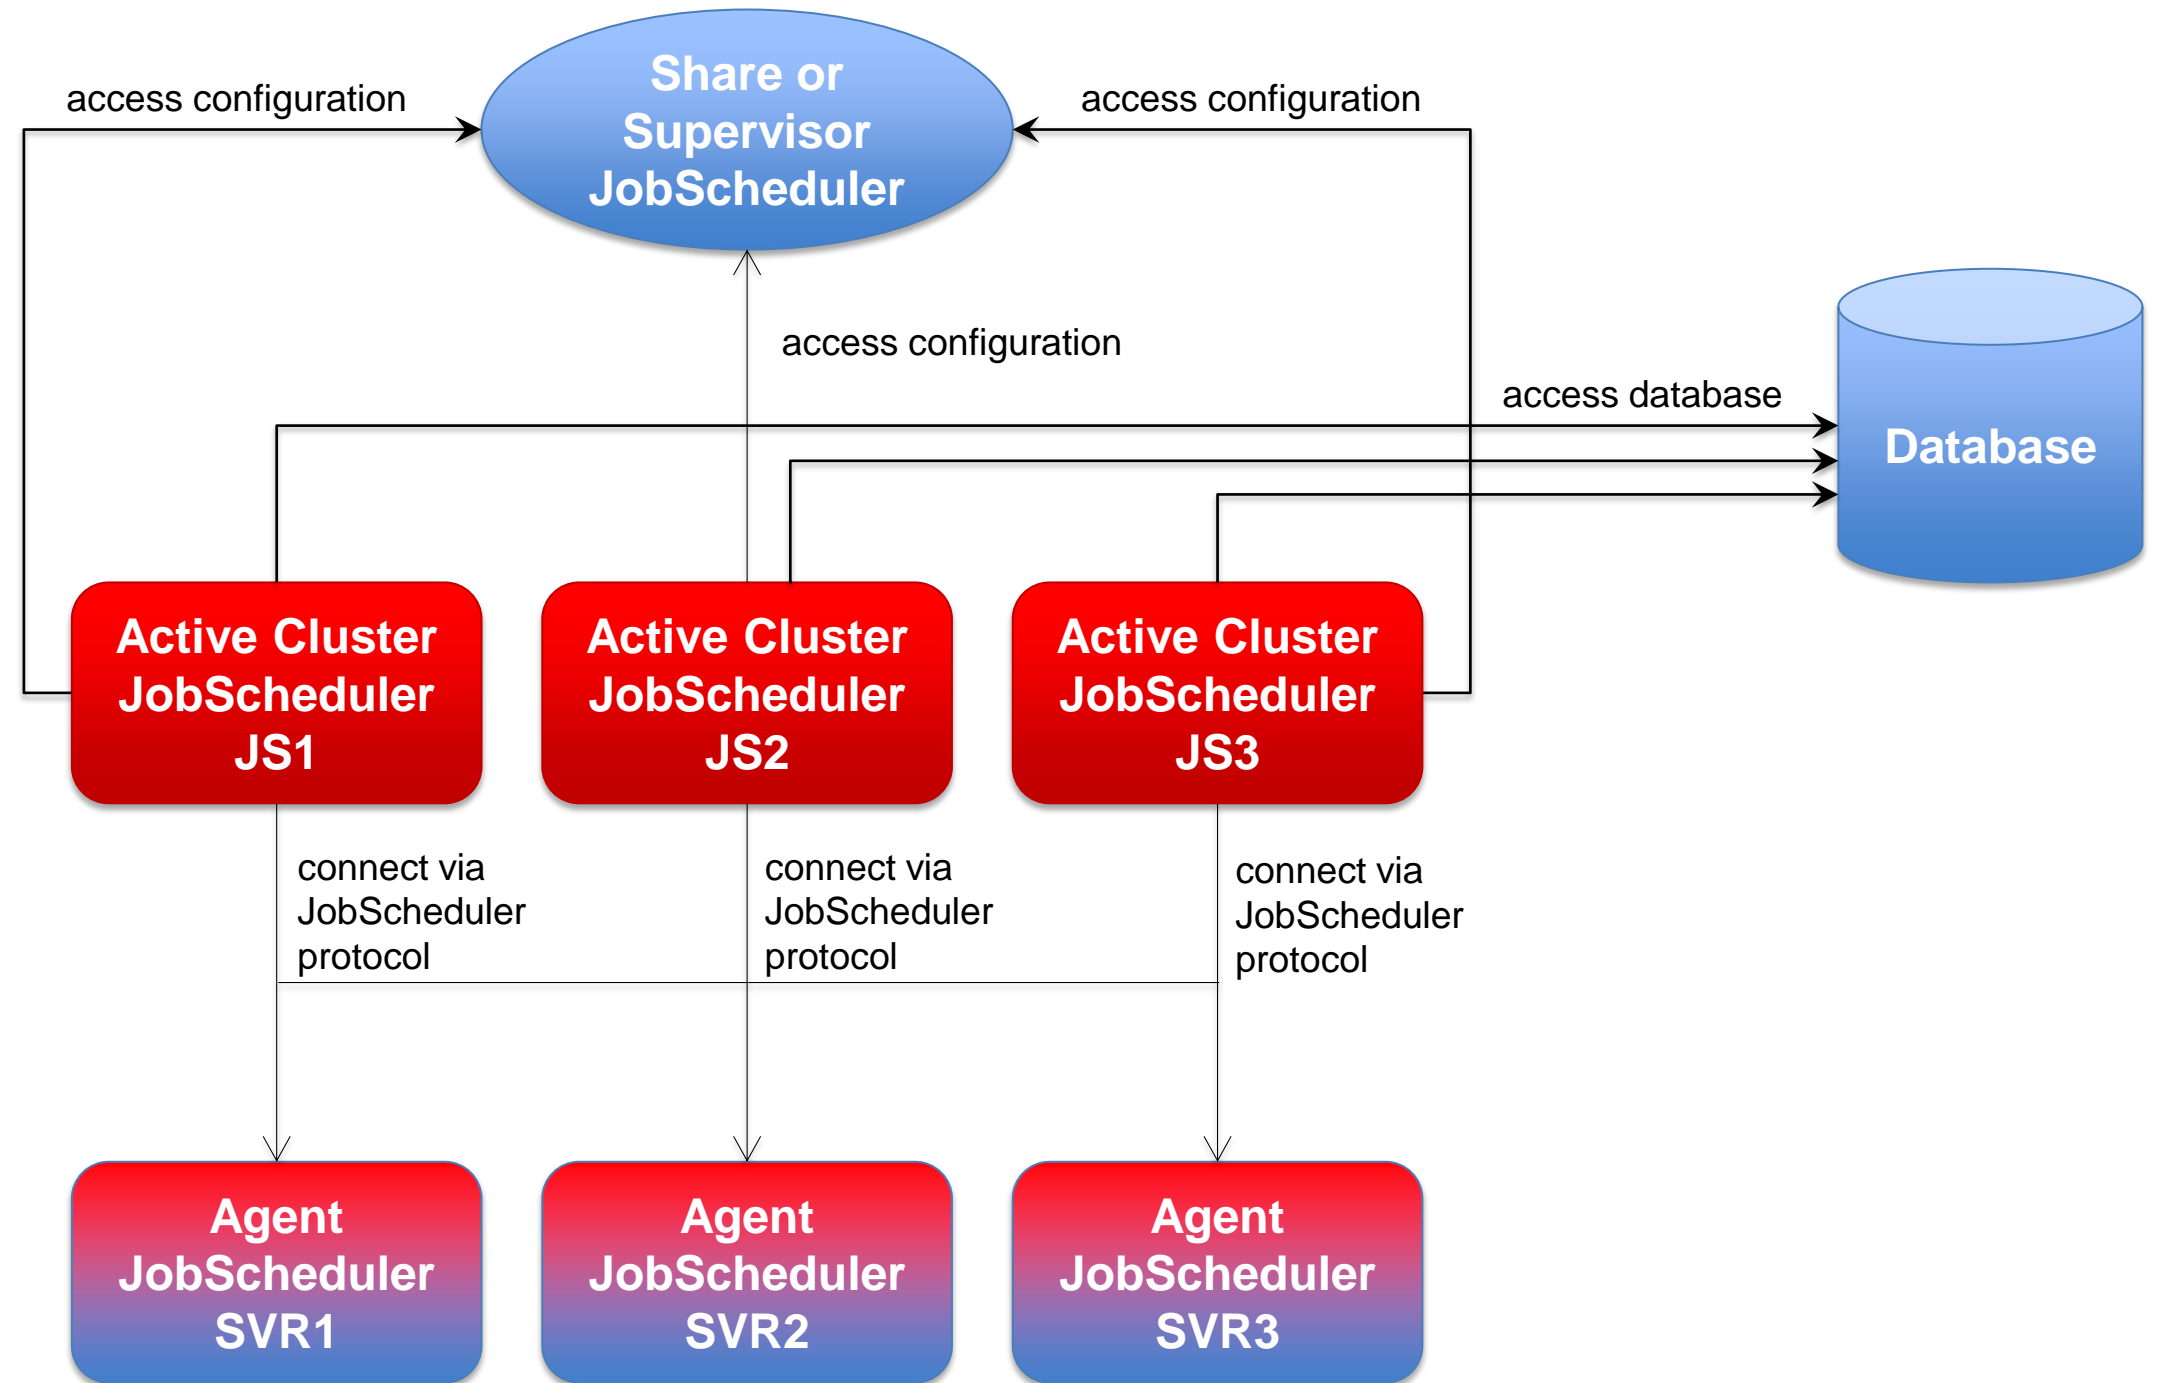 Share or
Supervisor
JobScheduler
access configuration
access configuration
access configuration
access database
Database
Active Cluster
JobScheduler
JS1
Active Cluster
JobScheduler
JS2
Active Cluster
JobScheduler
JS3
connect via
JobScheduler
protocol
connect via
JobScheduler
protocol
connect via
JobScheduler
protocol
Agent
JobScheduler
SVR1
Agent
JobScheduler
SVR2
Agent
JobScheduler
SVR3